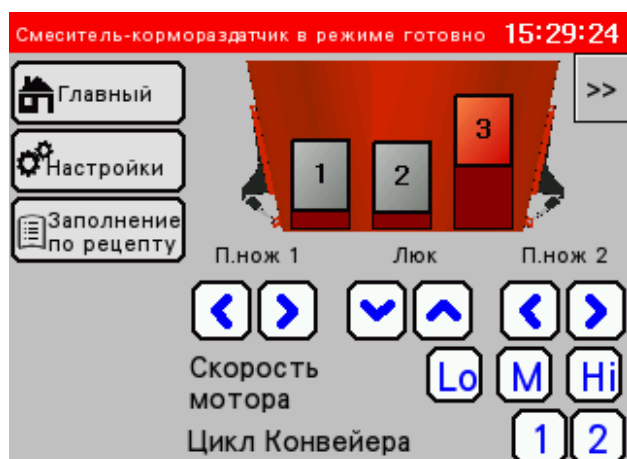 Смеситель-кормораздатчик в режиме готовно 15:29:24
Главный
>>
Настройки
Заполнение
по рецепту
1
2
3
П.нож 1 Люк П.нож 2
Скорость
мотора
Lo M Hi
Цикл Конвейера 1 2